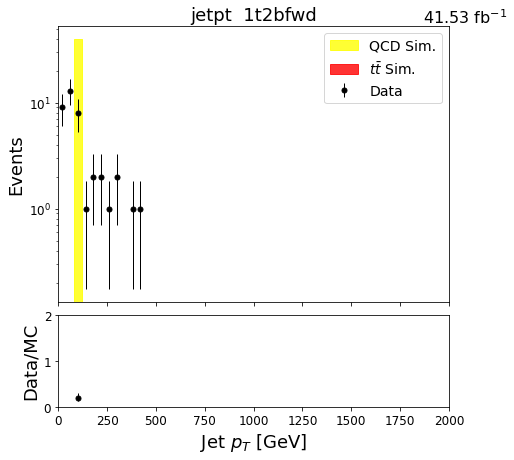 jetpt 1t2bfwd
41.53 fb⁻¹
QCD Sim.
tt̄ Sim.
Data
Events
10¹
10⁰
Data/MC
2
1
0
0 250 500 750 1000 1250 1500 1750 2000
Jet p_T [GeV]